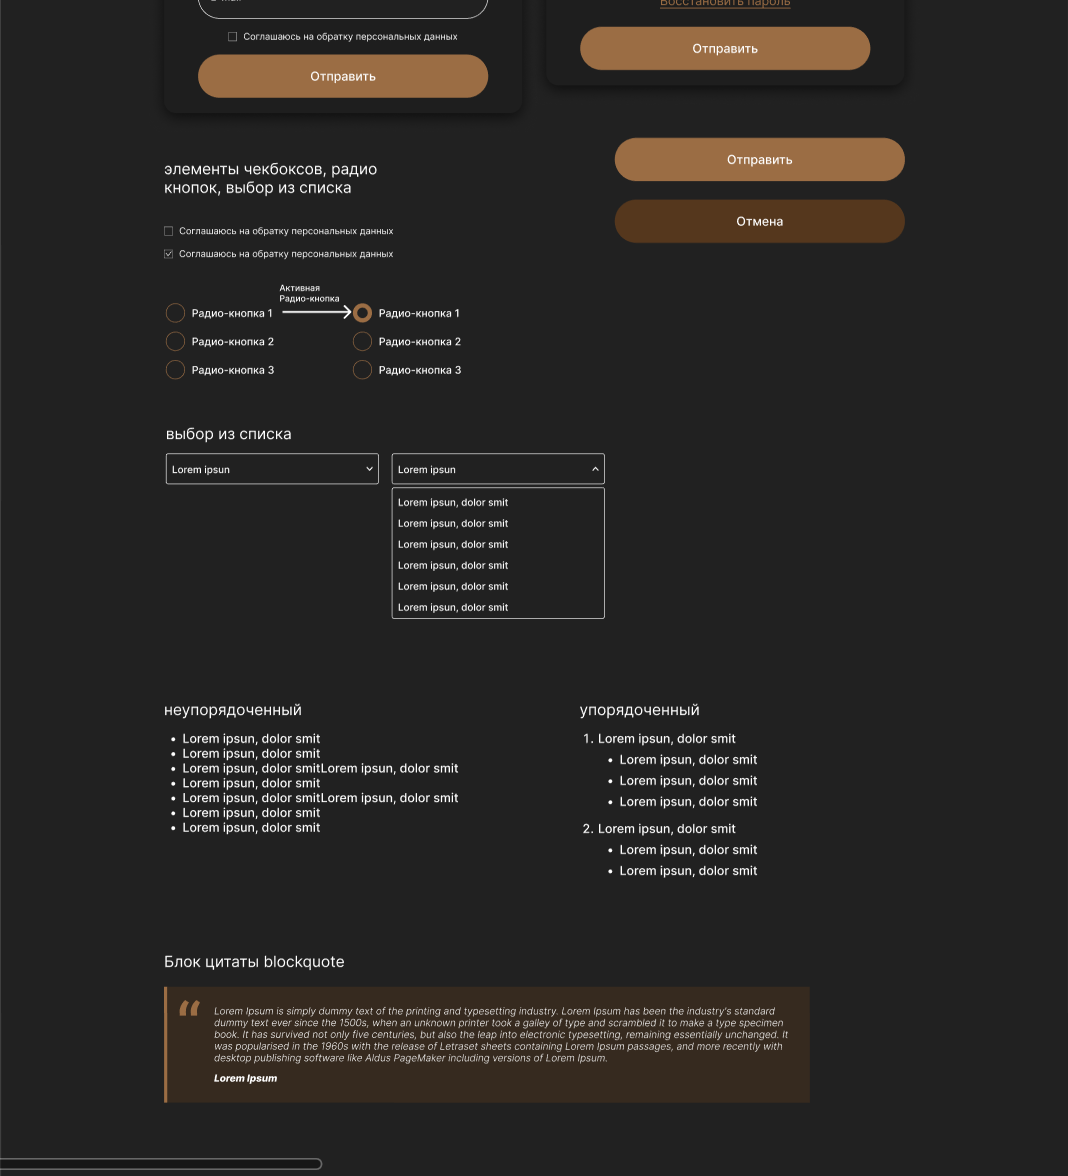 Соглашаюсь на обратку персональных данных
Отправить
Восстановить пароль
Отправить
Отправить
Отмена
элементы чекбоксов, радио
кнопок, выбор из списка
Соглашаюсь на обратку персональных данных
Соглашаюсь на обратку персональных данных
Активная
Радио-кнопка
Радио-кнопка 1
Радио-кнопка 2
Радио-кнопка 3
Радио-кнопка 1
Радио-кнопка 2
Радио-кнопка 3
выбор из списка
Lorem ipsun
Lorem ipsun
Lorem ipsun, dolor smit
Lorem ipsun, dolor smit
Lorem ipsun, dolor smit
Lorem ipsun, dolor smit
Lorem ipsun, dolor smit
Lorem ipsun, dolor smit
неупорядоченный
• Lorem ipsun, dolor smit
• Lorem ipsun, dolor smit
• Lorem ipsun, dolor smitLorem ipsun, dolor smit
• Lorem ipsun, dolor smit
• Lorem ipsun, dolor smitLorem ipsun, dolor smit
• Lorem ipsun, dolor smit
• Lorem ipsun, dolor smit
упорядоченный
1. Lorem ipsun, dolor smit
• Lorem ipsun, dolor smit
• Lorem ipsun, dolor smit
• Lorem ipsun, dolor smit
2. Lorem ipsun, dolor smit
• Lorem ipsun, dolor smit
• Lorem ipsun, dolor smit
Блок цитаты blockquote
“
Lorem Ipsum is simply dummy text of the printing and typesetting industry. Lorem Ipsum has been the industry's standard
dummy text ever since the 1500s, when an unknown printer took a galley of type and scrambled it to make a type specimen
book. It has survived not only five centuries, but also the leap into electronic typesetting, remaining essentially unchanged. It
was popularised in the 1960s with the release of Letraset sheets containing Lorem Ipsum passages, and more recently with
desktop publishing software like Aldus PageMaker including versions of Lorem Ipsum.
Lorem Ipsum